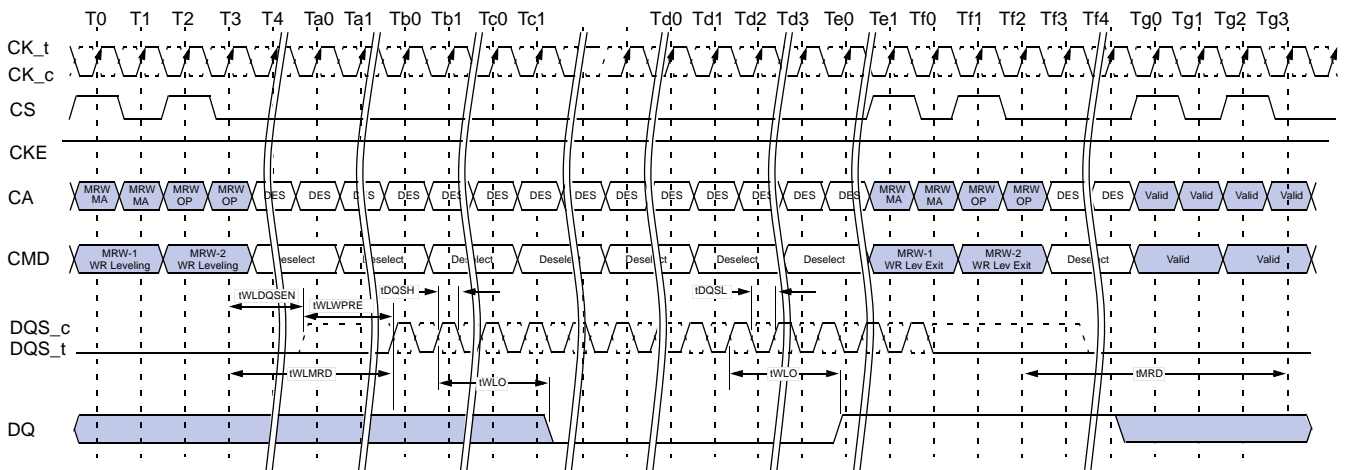 T0 T1 T2 T3 T4 Ta0 Ta1 Tb0 Tb1 Tc0 Tc1 Td0 Td1 Td2 Td3 Te0 Te1 Tf0 Tf1 Tf2 Tf3 Tf4 Tg0 Tg1 Tg2 Tg3
CK_t
CK_c
CS
CKE
CA MRW MA MRW MA MRW OP MRW OP DES DES DES DES DES DES DES DES DES DES DES DES DES DES MRW MA MRW MA MRW OP MRW OP DES DES Valid Valid Valid Valid
CMD MRW-1 WR Leveling MRW-2 WR Leveling Deselect Deselect Deselect Deselect Deselect Deselect Deselect MRW-1 WR Lev Exit MRW-2 WR Lev Exit Deselect Valid Valid
tWLDQSEN tWLWPRE tDQSH tDQSL
DQS_c
DQS_t
tWLMRD tWLO tWLO tMRD
DQ